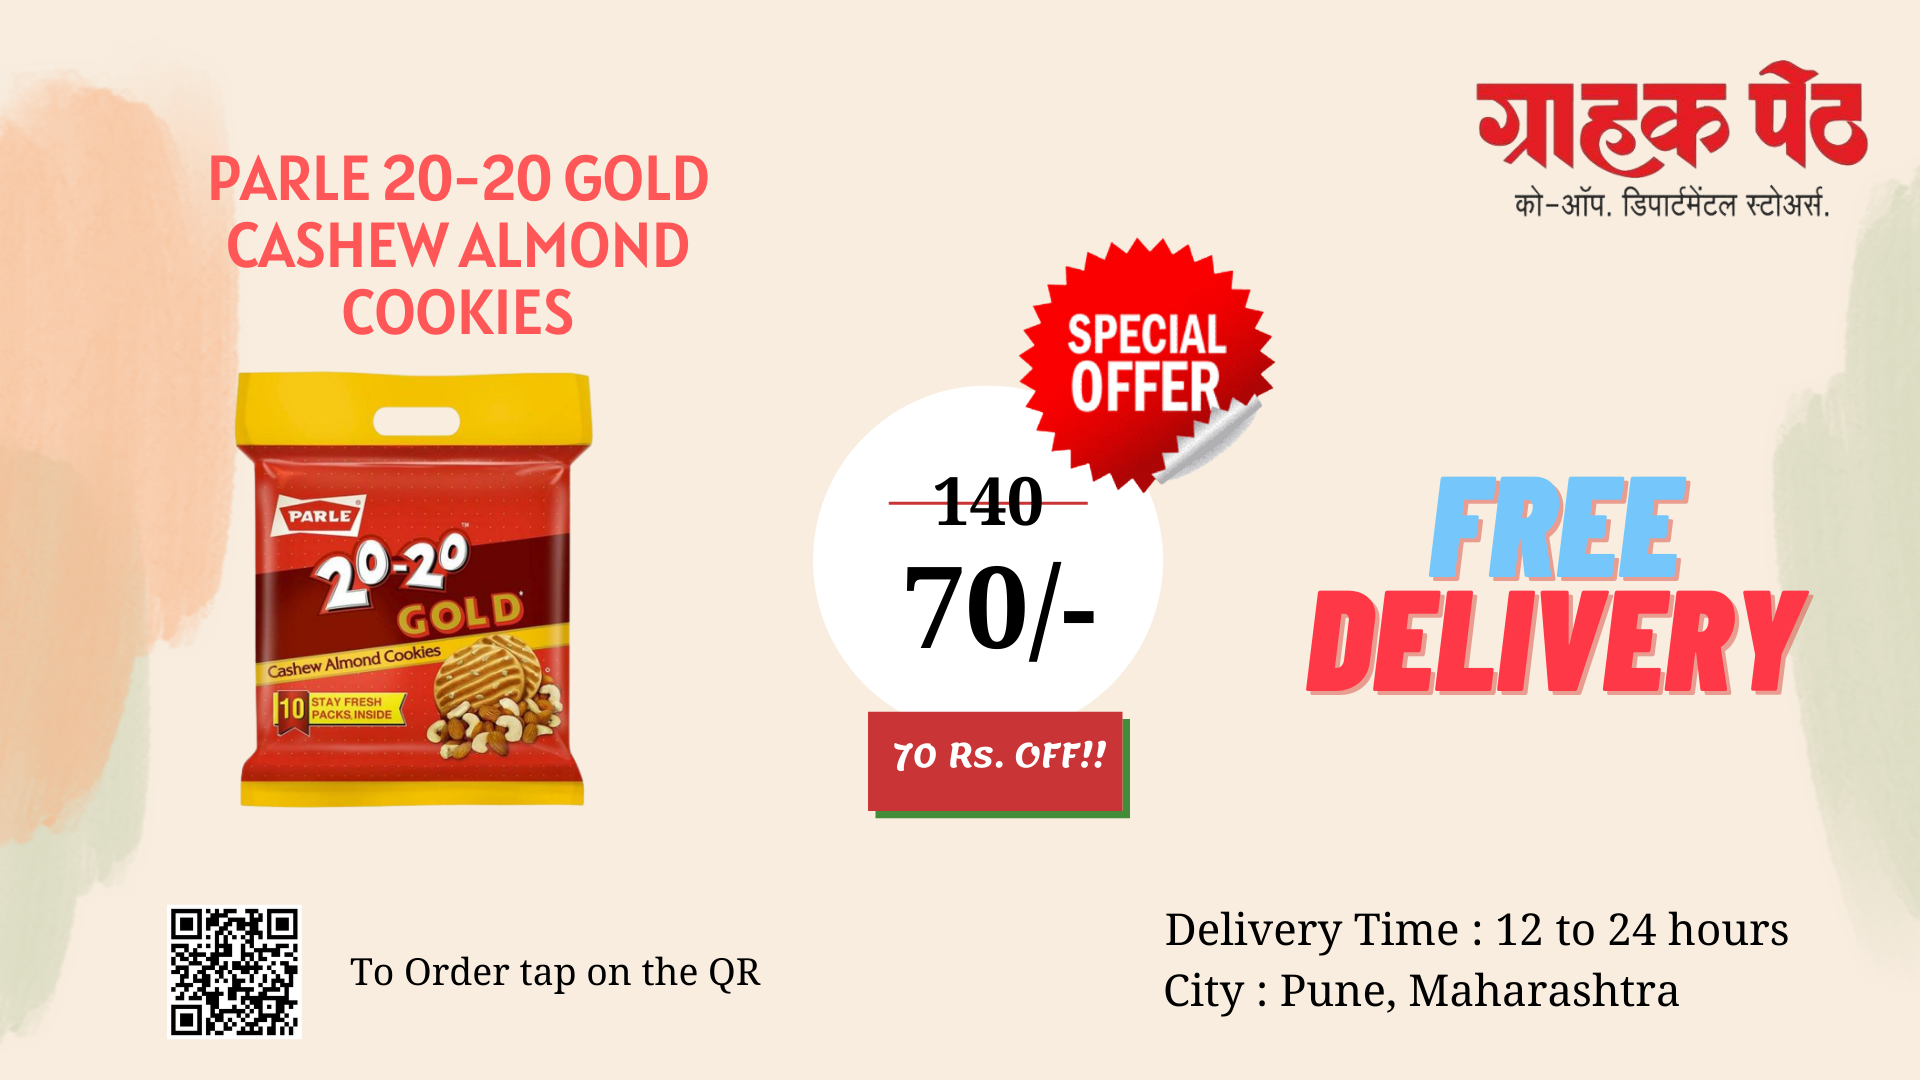 ग्राहक पेठ
को-ऑप. डिपार्टमेंटल स्टोअर्स.
PARLE 20-20 GOLD
CASHEW ALMOND
COOKIES
SPECIAL
OFFER
PARLE
20-20
GOLD
Cashew Almond Cookies
10 STAY FRESH
PACKS INSIDE
140
70/-
70 Rs. OFF!!
FREE
DELIVERY
To Order tap on the QR
Delivery Time : 12 to 24 hours
City : Pune, Maharashtra